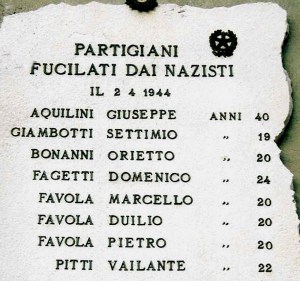 PARTIGIANI
FUCILATI DAI NAZISTI
IL 2 4 1944
AQUILINI GIUSEPPE ANNI 40
GIAMBOTTI SETTIMIO „ 19
BONANNI ORIETTO „ 20
FAGETTI DOMENICO „ 24
FAVOLA MARCELLO „ 20
FAVOLA DUILIO „ 20
FAVOLA PIETRO „ 20
PITTI VAILANTE „ 22